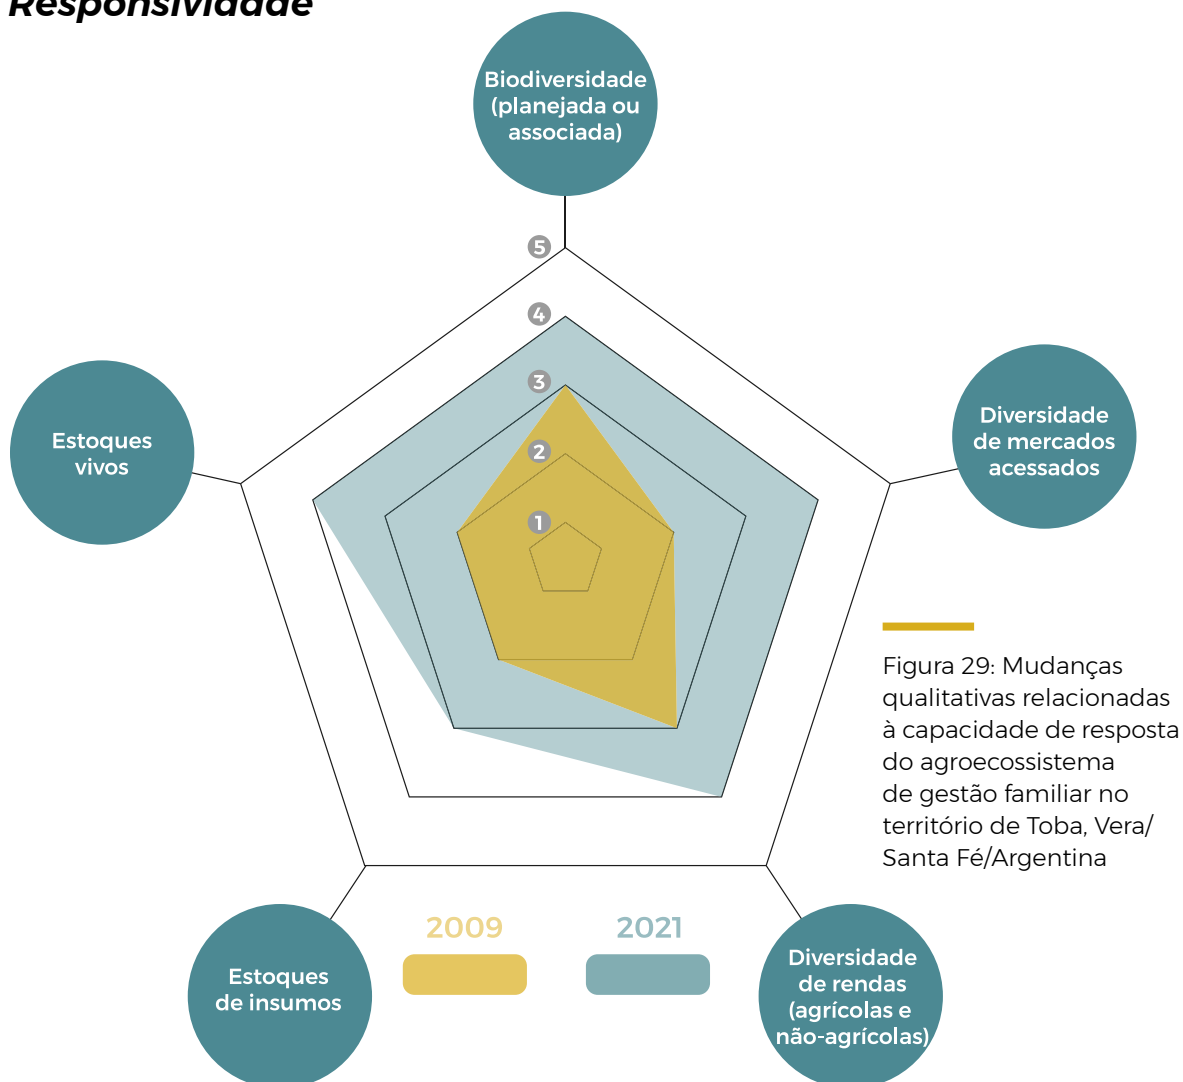 Responsividade
Biodiversidade
(planejada ou
associada)
5
4
3
2
1
Estoques
vivos
Diversidade
de mercados
acessados
Figura 29: Mudanças
qualitativas relacionadas
à capacidade de resposta
do agroecossistema
de gestão familiar no
território de Toba, Vera/
Santa Fé/Argentina
2009
2021
Estoques
de insumos
Diversidade
de rendas
(agrícolas e
não-agrícolas)